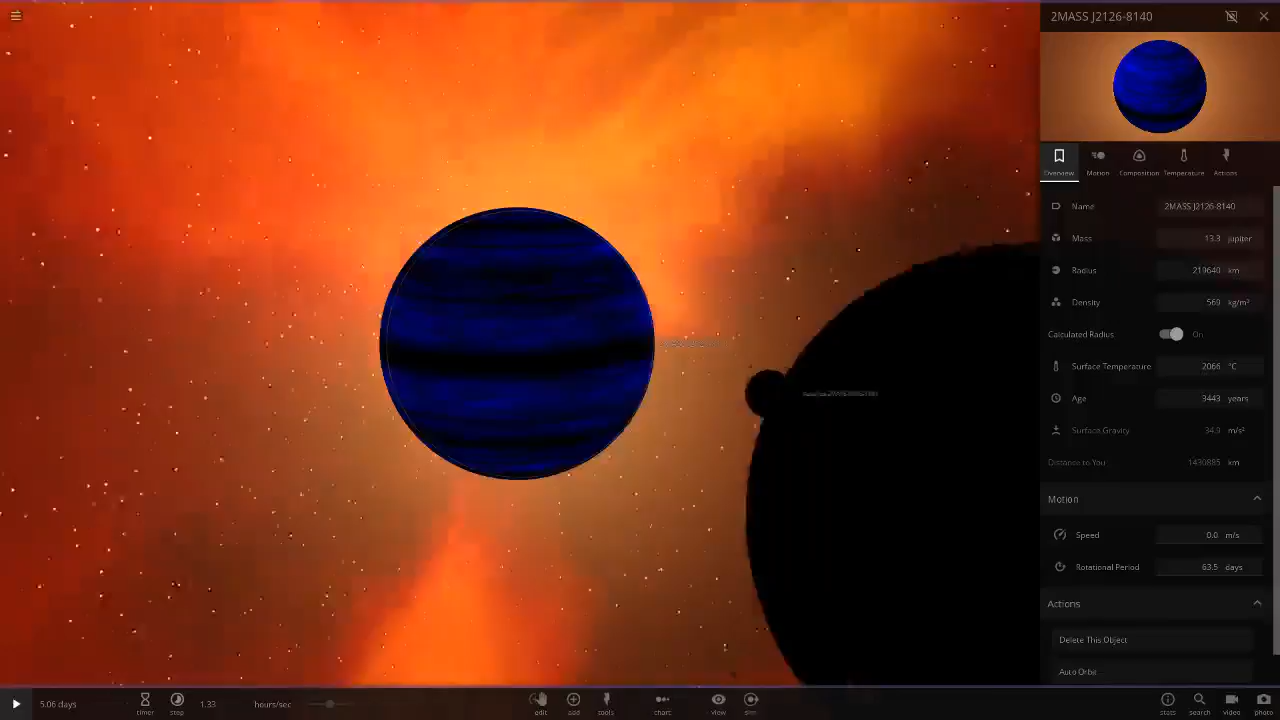 2MASS J2126-8140
Overview Motion Composition Temperature Actions
Name 2MASS J2126-8140
Mass 13.3 jupiter
Radius 219640 km
Density 569 kg/m³
Calculated Radius On
Surface Temperature 2066 °C
Age 3443 years
Surface Gravity 34.9 m/s²
Distance to You 1430885 km
Motion
Speed 0.0 m/s
Rotational Period 63.5 days
Actions
Delete This Object
Auto Orbit
5.06 days timer step 1.33 hours/sec edit add tools chart view sim stats search video photo